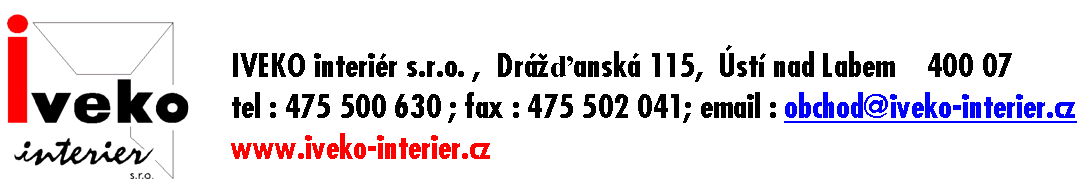 iveko
interier
s.r.o.
IVEKO interiér s.r.o. , Drážďanská 115, Ústí nad Labem 400 07
tel : 475 500 630 ; fax : 475 502 041; email : obchod@iveko-interier.cz
www.iveko-interier.cz